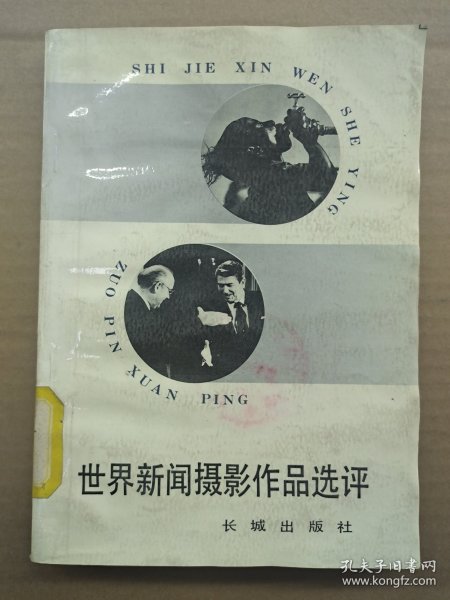 SHI JIE XIN WEN SHE YING
ZUO PIN XUAN PING
世界新闻摄影作品选评
长城出版社
孔夫子旧书网
www.kongfz.com